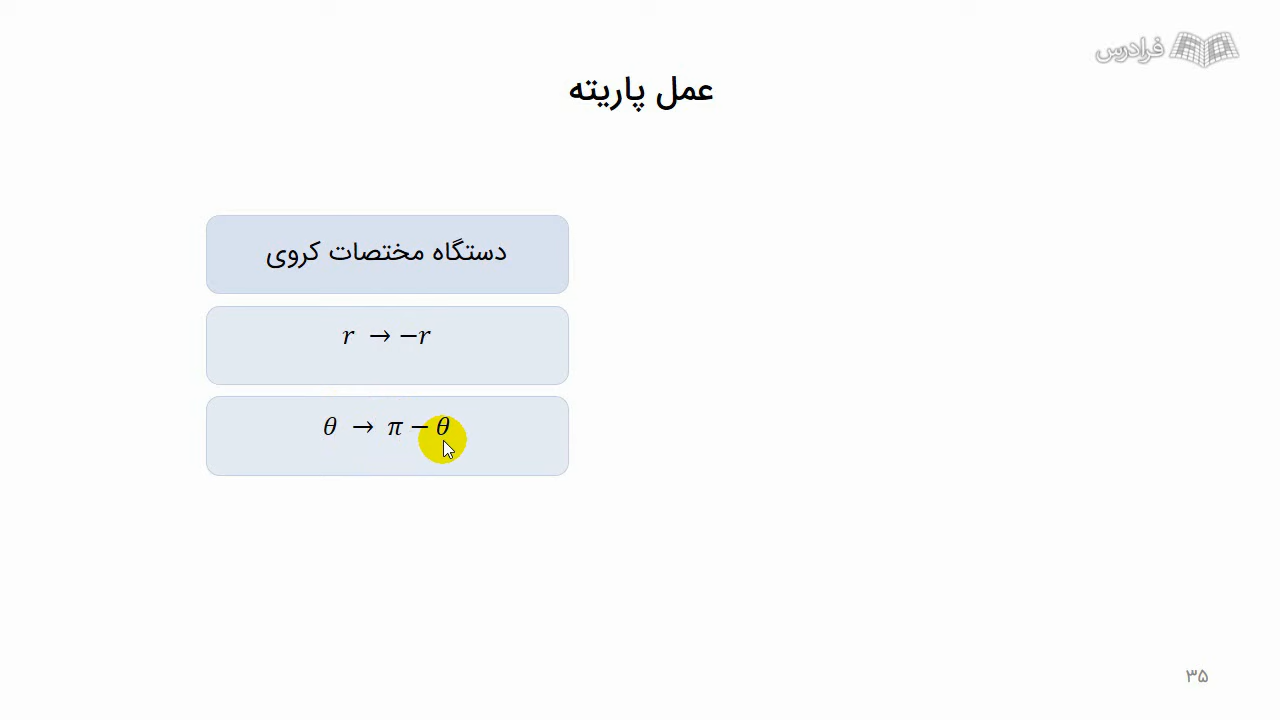 فرادرس
عمل پاریته
دستگاه مختصات کروی
r → −r
θ → π − θ
۳۵